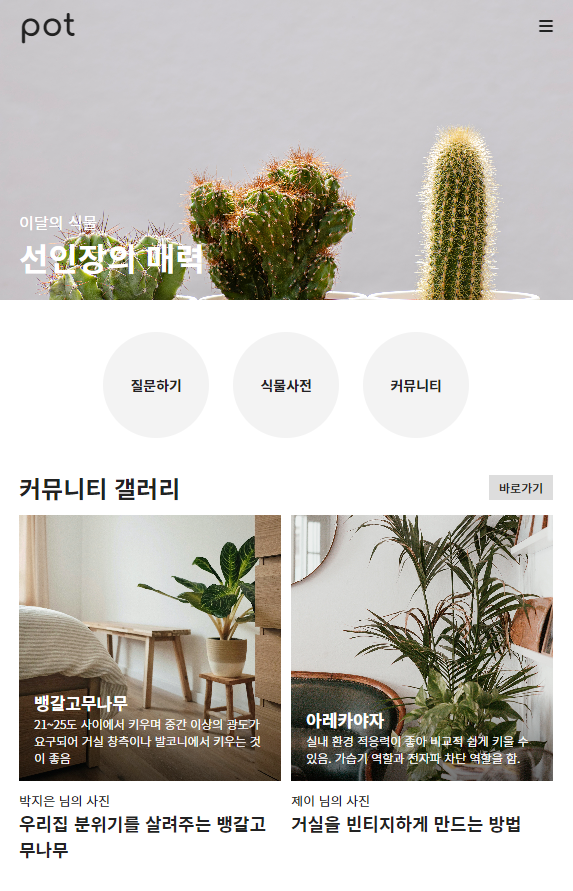 pot
이달의 식물
선인장의 매력
질문하기
식물사전
커뮤니티
커뮤니티 갤러리
바로가기
뱅갈고무나무
21~25도 사이에서 키우며 중간 이상의 광도가
요구되어 거실 창측이나 발코니에서 키우는 것
이 좋음
박지은 님의 사진
우리집 분위기를 살려주는 뱅갈고
무나무
아레카야자
실내 환경 적응력이 좋아 비교적 쉽게 키울 수
있음. 가습기 역할과 전자파 차단 역할을 함.
제이 님의 사진
거실을 빈티지하게 만드는 방법